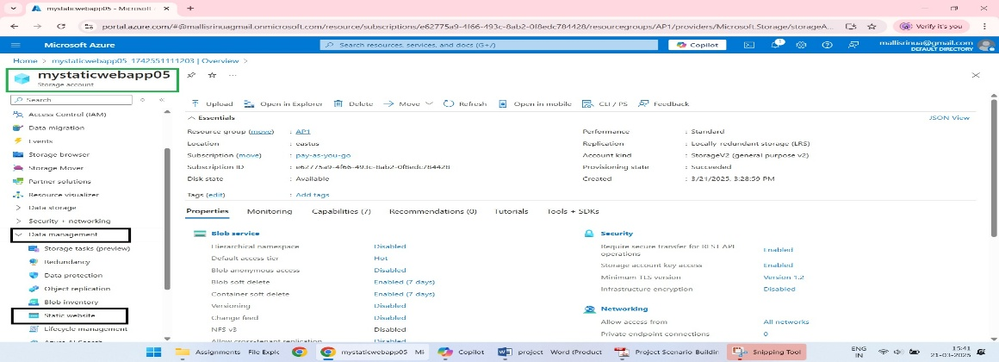 mystaticwebapp05 - Microsoft
portal.azure.com/#@mallisrinuagmail.onmicrosoft.com/resource/subscriptions/e62775a9-4f66-493c-8ab2-0f8edc784428/resourcegroups/AP1/providers/Microsoft.Storage/storageA...
Verify it's you
Microsoft Azure
Search resources, services, and docs (G+/)
Copilot
1
mallisrinua@gmail.com
DEFAULT DIRECTORY
Home > mystaticwebapp05_1742551111203 | Overview >
mystaticwebapp05
Storage account
Search
Access Control (IAM)
Data migration
Events
Storage browser
Storage Mover
Partner solutions
Resource visualizer
Data storage
Security + networking
Data management
Storage tasks (preview)
Redundancy
Data protection
Object replication
Blob inventory
Static website
Lifecycle management
Azure AI Search
Upload Open in Explorer Delete Move Refresh Open in mobile CLI / PS Feedback
Essentials
JSON View
Resource group (move) : AP1
Location : eastus
Subscription (move) : pay-as-you-go
Subscription ID : e62775a9-4f66-493c-8ab2-0f8edc784428
Disk state : Available
Performance : Standard
Replication : Locally-redundant storage (LRS)
Account kind : StorageV2 (general purpose v2)
Provisioning state : Succeeded
Created : 3/21/2025, 3:28:59 PM
Tags (edit) : Add tags
Properties Monitoring Capabilities (7) Recommendations (0) Tutorials Tools + SDKs
Blob service
Hierarchical namespace Disabled
Default access tier Hot
Blob anonymous access Disabled
Blob soft delete Enabled (7 days)
Container soft delete Enabled (7 days)
Versioning Disabled
Change feed Disabled
NFS v3 Disabled
Allow cross-tenant replication Disabled
Security
Require secure transfer for REST API
operations Enabled
Storage account key access Enabled
Minimum TLS version Version 1.2
Infrastructure encryption Disabled
Networking
Allow access from All networks
Private endpoint connections 0
Assignments File Explo
mystaticwebapp05 Mi
Copilot
project Word (Product
Project Scenario Buildin
Snipping Tool
ENG
IN
15:41
21-03-2025